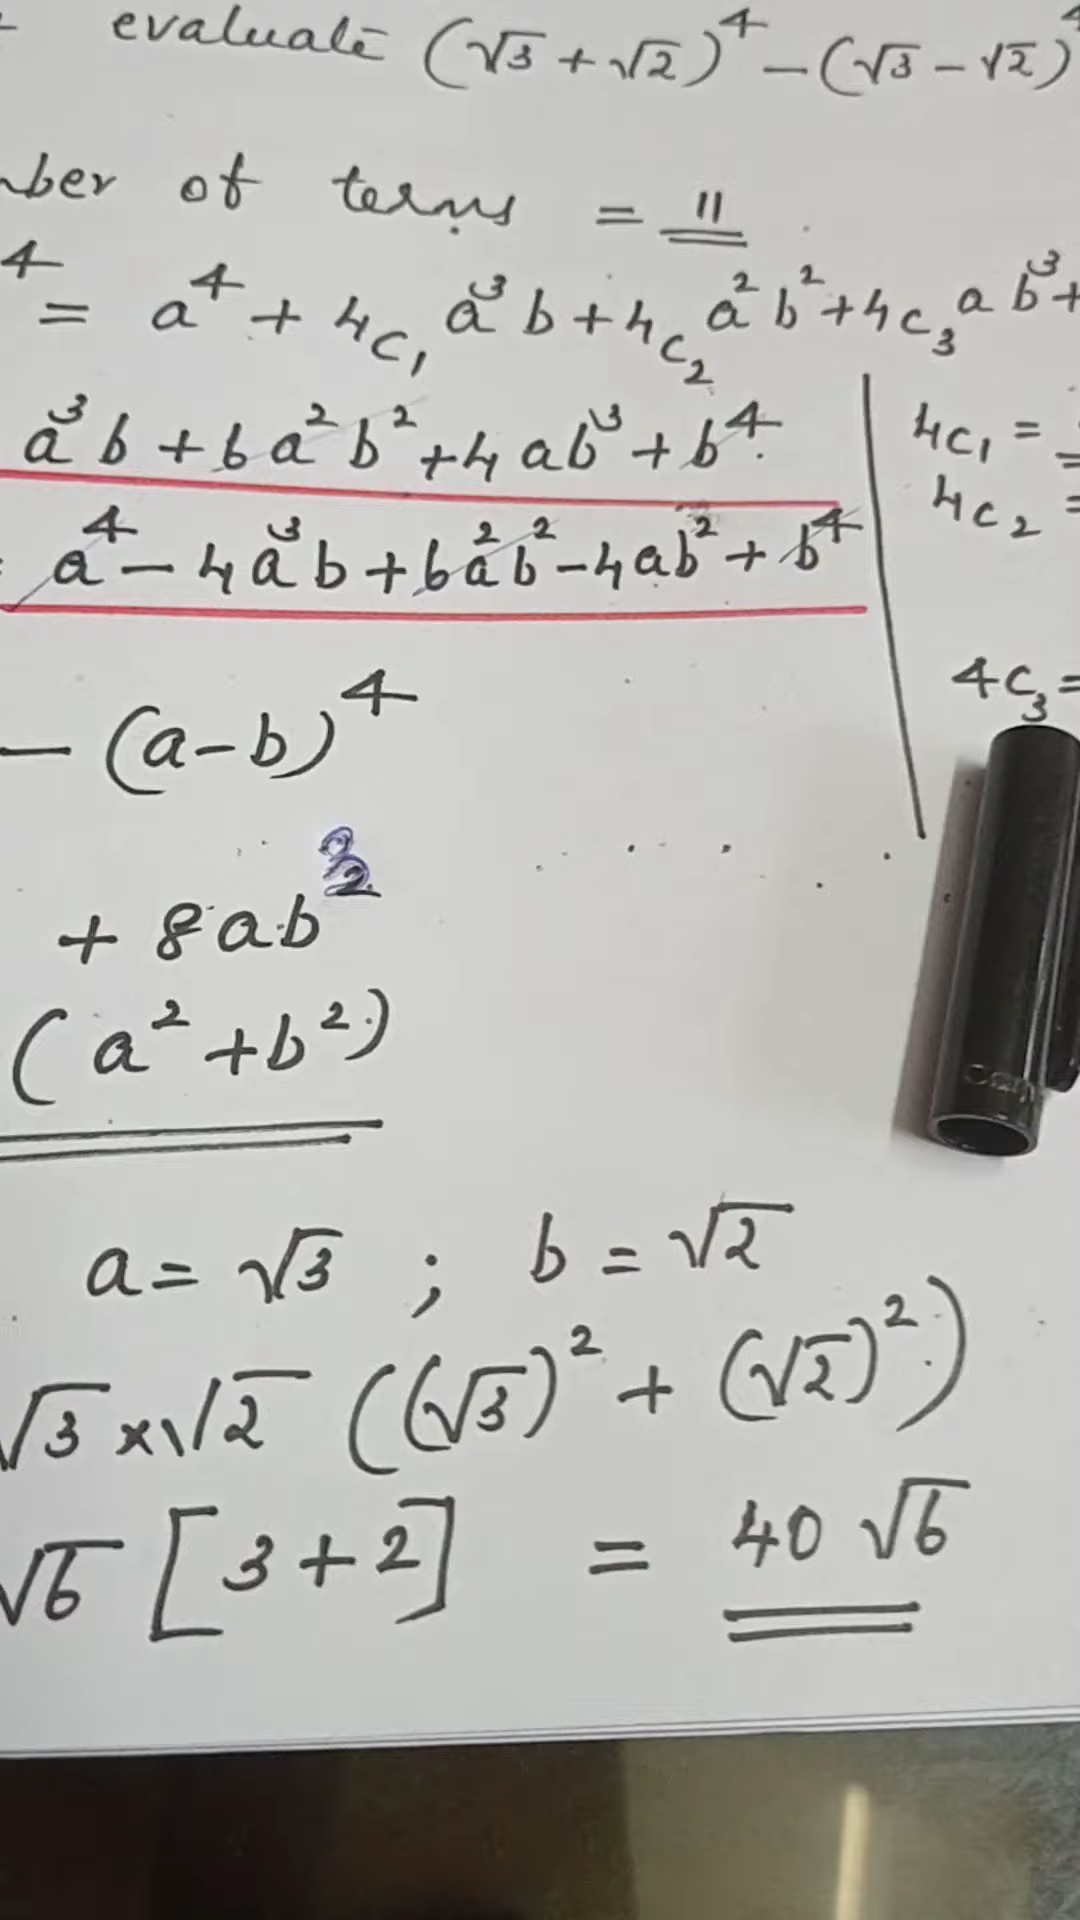 evaluate (√3 + √2)⁴ – (√3 – √2)
of terms = 11
⁴ = a⁴ + 4C₁ a³b + 4C₂ a²b² + 4C₃ ab³ +
a³b + 6a²b² + 4ab³ + b⁴.
4C₁ =
a⁴ – 4a³b + 6a²b² – 4ab² + b⁴
4C₂ =
– (a–b)⁴
4C₃ =
+ 8ab
(a² + b²)
a = √3 ; b = √2
√3 × √2 ((√3)² + (√2)²)
√6 [3 + 2] = 40 √6